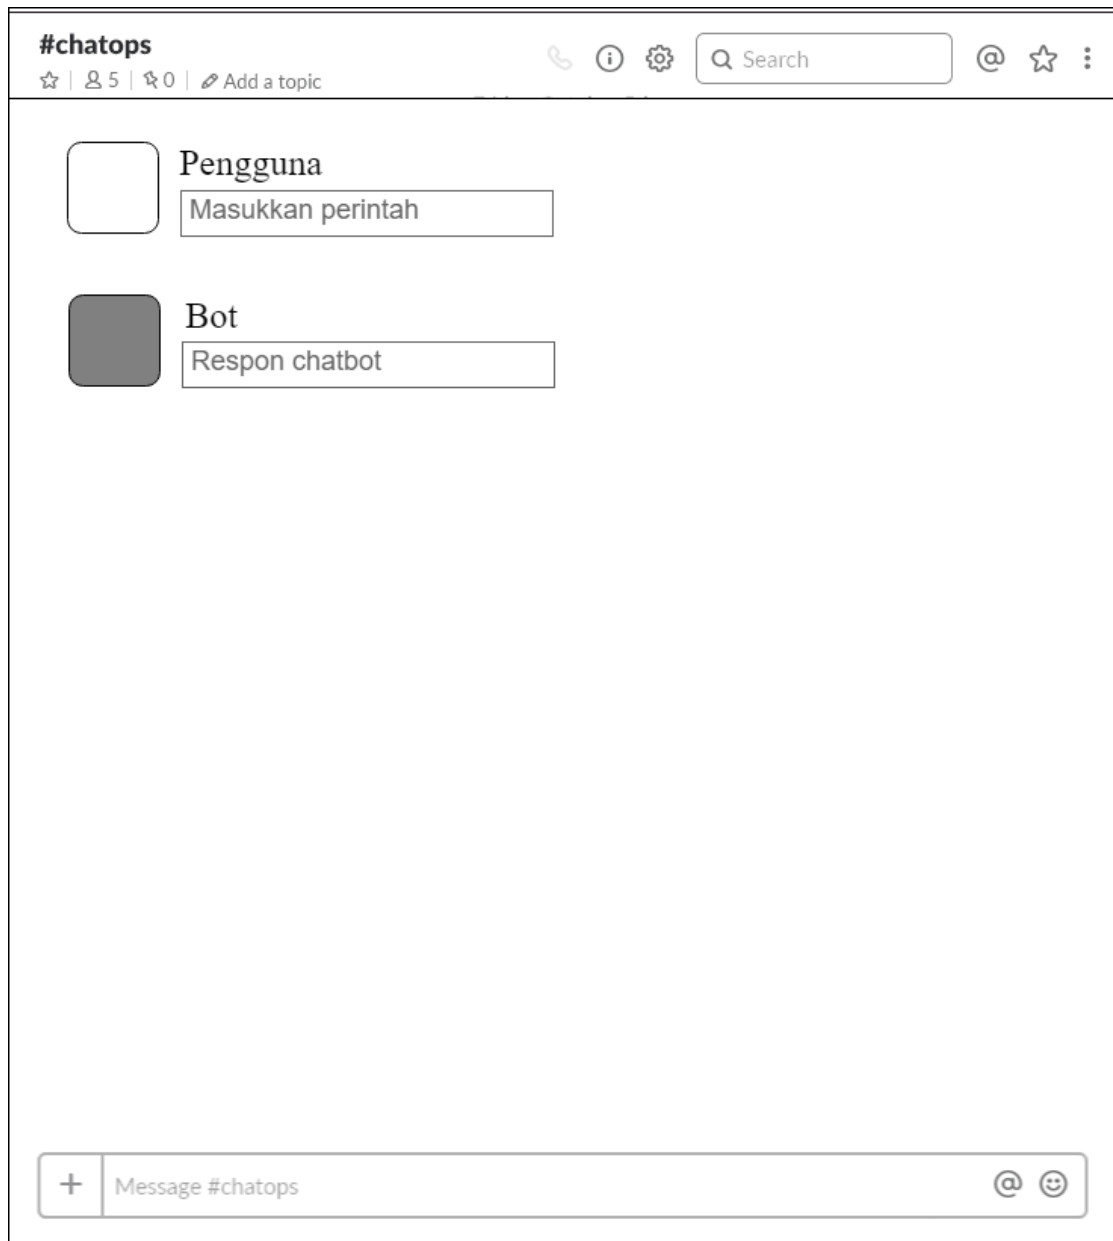 #chatops
5 0 Add a topic
Search
Pengguna
Masukkan perintah
Bot
Respon chatbot
Message #chatops